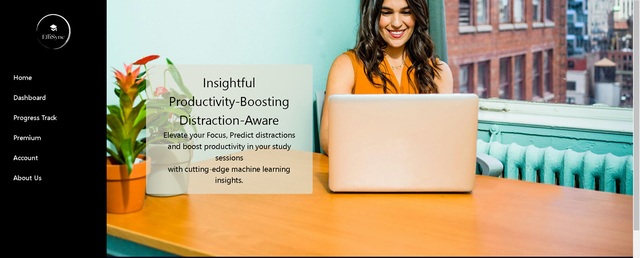 EffiSync
Home
Dashboard
Progress Track
Premium
Account
About Us
Insightful
Productivity-Boosting
Distraction-Aware
Elevate your Focus, Predict distractions
and boost productivity in your study
sessions
with cutting-edge machine learning
insights.